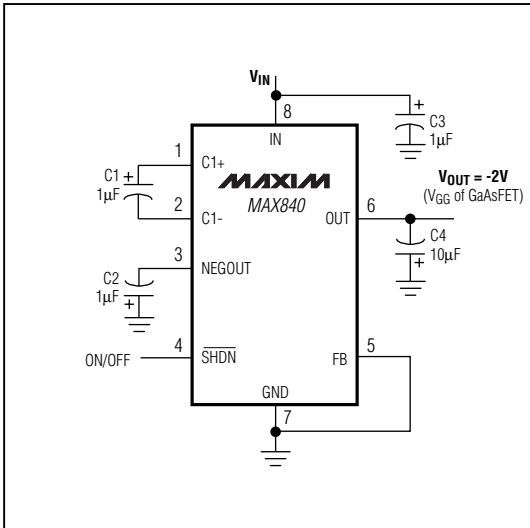 VIN
8
IN
+
C3
1µF
1
C1+
C1
+
1µF
MAXIM
MAX840
2
C1-
OUT
6
VOUT = -2V
(VGG of GaAsFET)
C4
10µF
+
3
NEGOUT
C2
1µF
+
ON/OFF
4
SHDN
FB
5
GND
7